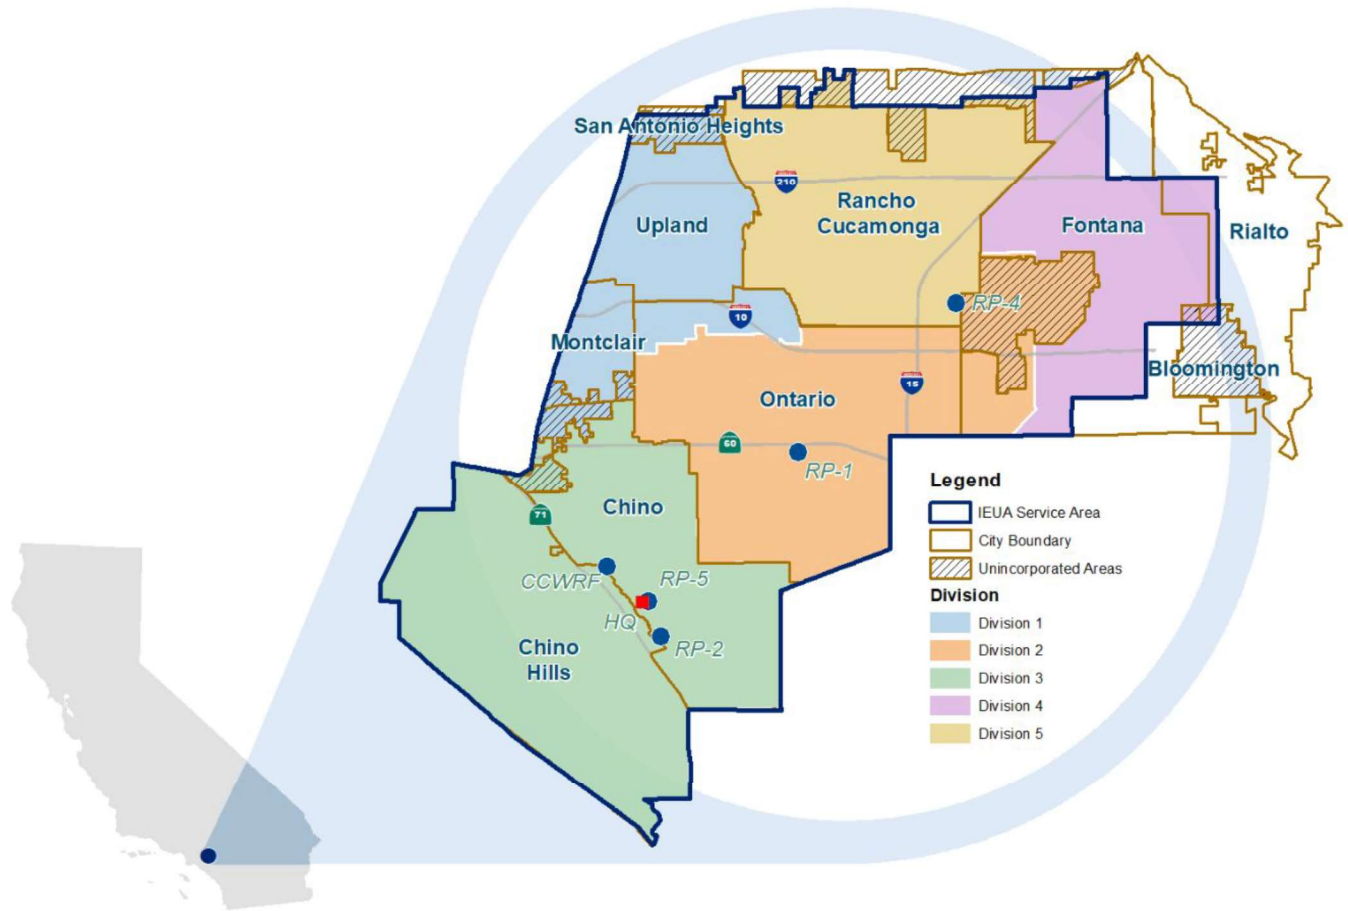 San Antonio Heights
210
Rancho
Cucamonga
Upland
Fontana
Rialto
RP-4
10
Montclair
Bloomington
15
Ontario
60
RP-1
Legend
IEUA Service Area
City Boundary
Unincorporated Areas
Division
Division 1
Division 2
Division 3
Division 4
Division 5
Chino
71
CCWRF
RP-5
HQ
RP-2
Chino
Hills